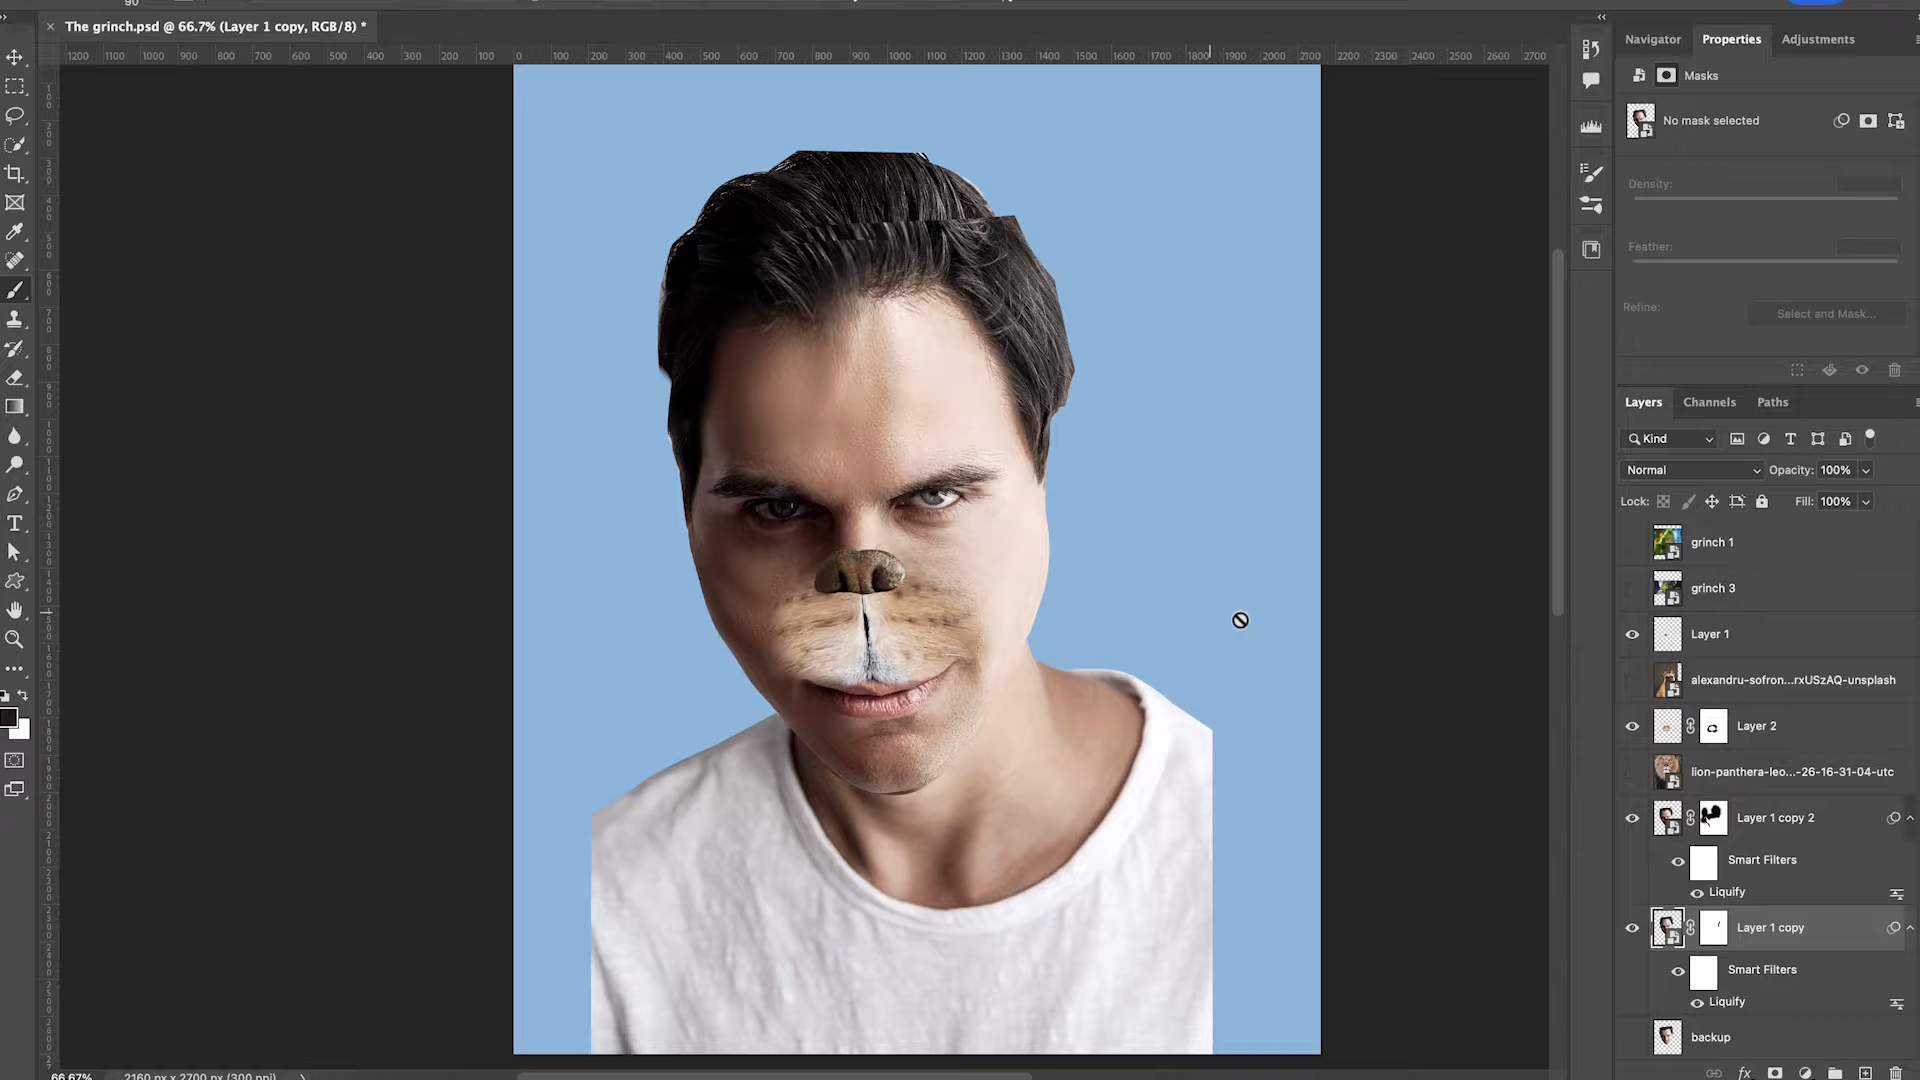 90
× The grinch.psd @ 66.7% (Layer 1 copy, RGB/8) *
1200 1100 1000 900 800 700 600 500 400 300 200 100 0 100 200 300 400 500 600 700 800 900 1000 1100 1200 1300 1400 1500 1600 1700 1800 1900 2000 2100 2200 2300 2400 2500 2600 2700
Navigator Properties Adjustments
Masks
No mask selected
Density:
Feather:
Refine: Select and Mask...
Layers Channels Paths
Kind
Normal Opacity: 100%
Lock: Fill: 100%
grinch 1
grinch 3
Layer 1
alexandru-sofron...rxUSzAQ-unsplash
Layer 2
lion-panthera-leo...-26-16-31-04-utc
Layer 1 copy 2
Smart Filters
Liquify
Layer 1 copy
Smart Filters
Liquify
backup
66.67% 2160 px x 2700 px (300 ppi)